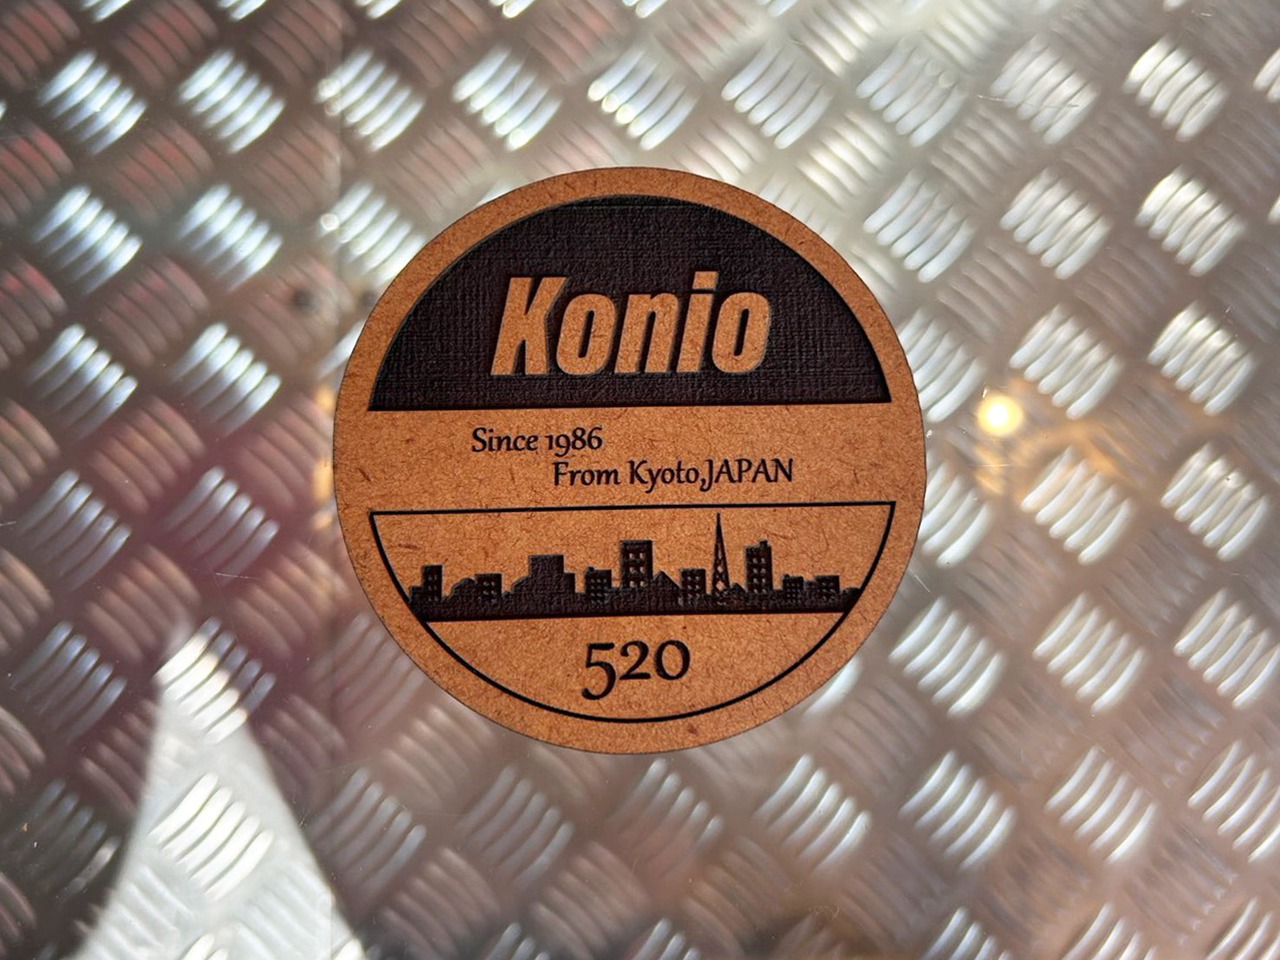 Konio
Since 1986
From Kyoto,JAPAN
520